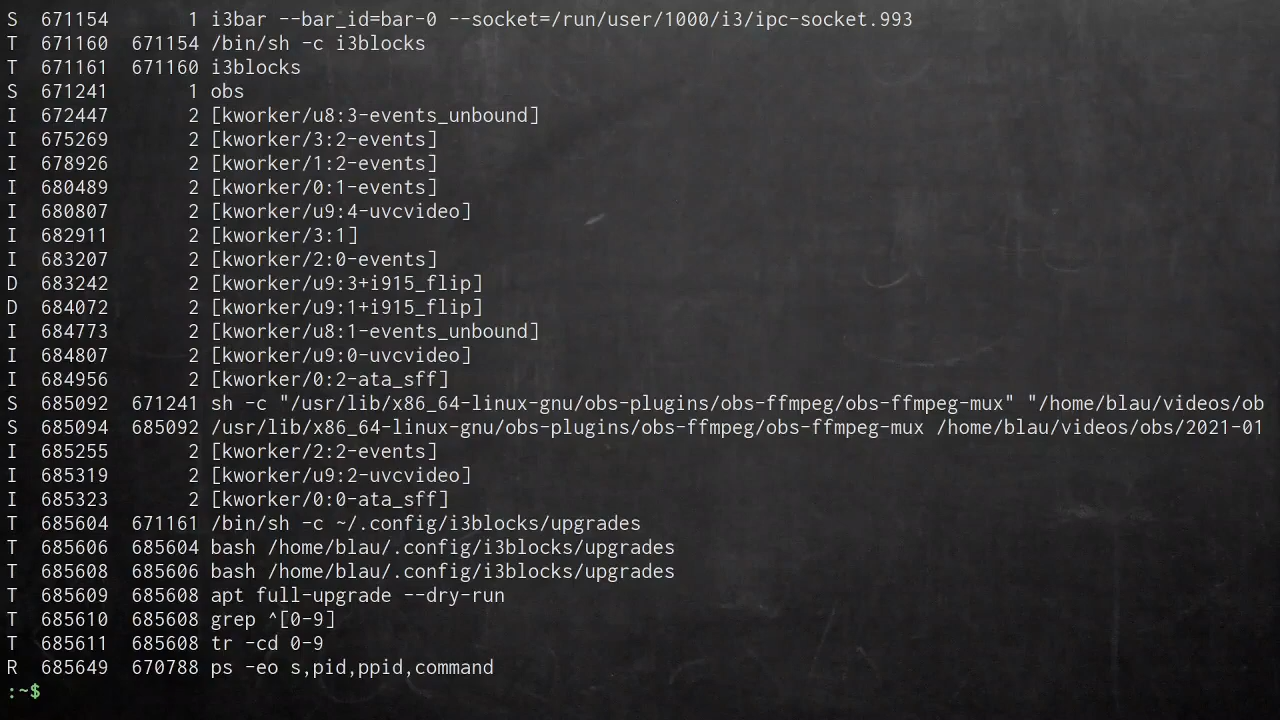 S  671154       1 i3bar --bar_id=bar-0 --socket=/run/user/1000/i3/ipc-socket.993
T  671160  671154 /bin/sh -c i3blocks
T  671161  671160 i3blocks
S  671241       1 obs
I  672447       2 [kworker/u8:3-events_unbound]
I  675269       2 [kworker/3:2-events]
I  678926       2 [kworker/1:2-events]
I  680489       2 [kworker/0:1-events]
I  680807       2 [kworker/u9:4-uvcvideo]
I  682911       2 [kworker/3:1]
I  683207       2 [kworker/2:0-events]
D  683242       2 [kworker/u9:3+i915_flip]
D  684072       2 [kworker/u9:1+i915_flip]
I  684773       2 [kworker/u8:1-events_unbound]
I  684807       2 [kworker/u9:0-uvcvideo]
I  684956       2 [kworker/0:2-ata_sff]
S  685092  671241 sh -c "/usr/lib/x86_64-linux-gnu/obs-plugins/obs-ffmpeg/obs-ffmpeg-mux" "/home/blau/videos/ob
S  685094  685092 /usr/lib/x86_64-linux-gnu/obs-plugins/obs-ffmpeg/obs-ffmpeg-mux /home/blau/videos/obs/2021-01
I  685255       2 [kworker/2:2-events]
I  685319       2 [kworker/u9:2-uvcvideo]
I  685323       2 [kworker/0:0-ata_sff]
T  685604  671161 /bin/sh -c ~/.config/i3blocks/upgrades
T  685606  685604 bash /home/blau/.config/i3blocks/upgrades
T  685608  685606 bash /home/blau/.config/i3blocks/upgrades
T  685609  685608 apt full-upgrade --dry-run
T  685610  685608 grep ^[0-9]
T  685611  685608 tr -cd 0-9
R  685649  670788 ps -eo s,pid,ppid,command
:~$